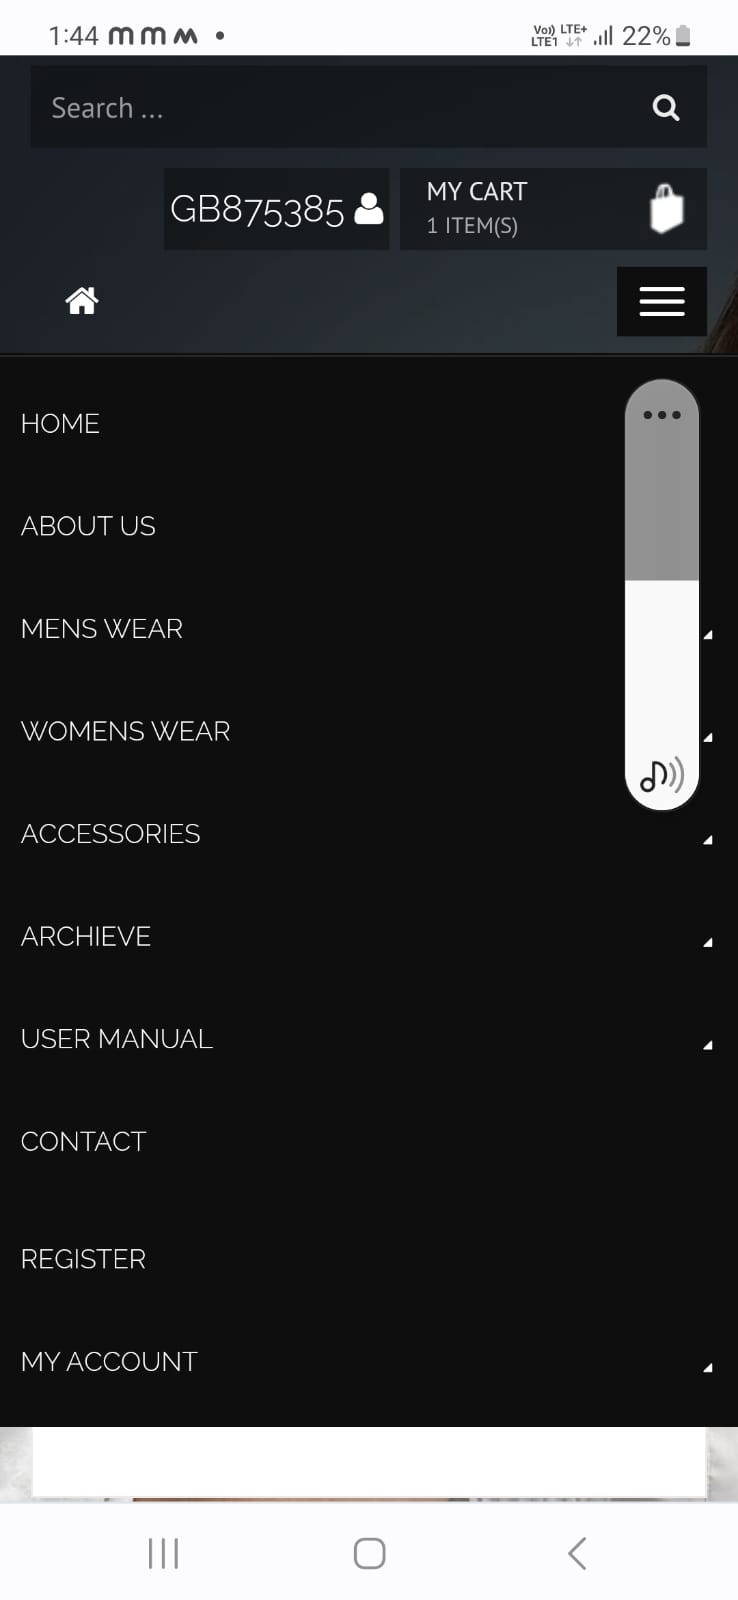 1:44
Vo)) LTE+
LTE1
22%
Search ...
GB875385
MY CART
1 ITEM(S)
HOME
ABOUT US
MENS WEAR
WOMENS WEAR
ACCESSORIES
ARCHIEVE
USER MANUAL
CONTACT
REGISTER
MY ACCOUNT